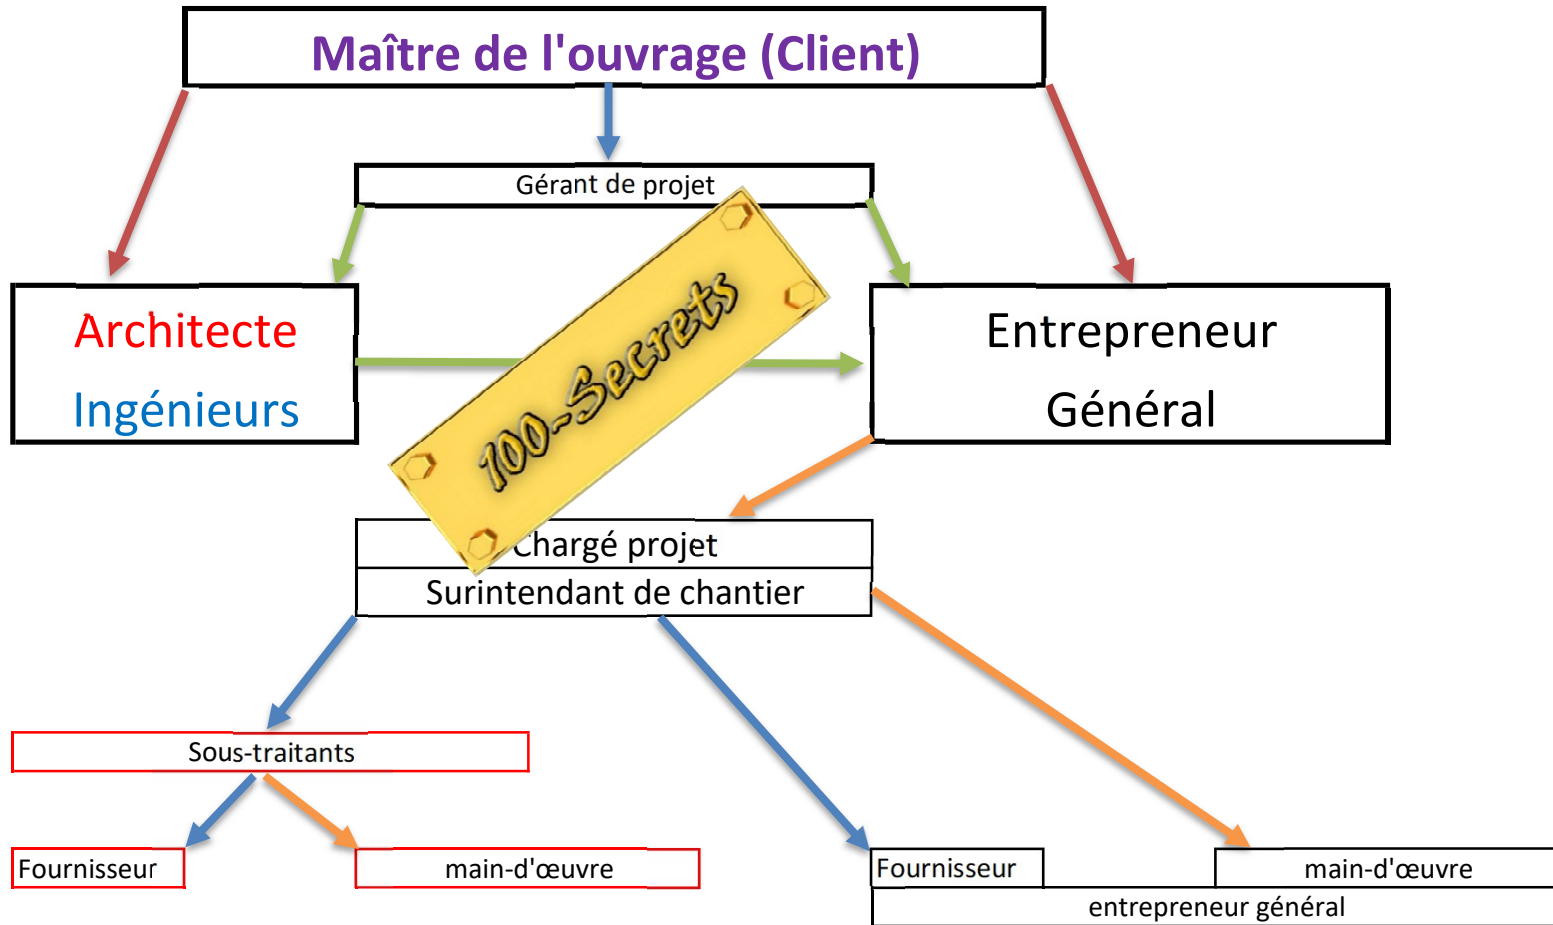 Maître de l'ouvrage (Client)
Gérant de projet
Architecte
Ingénieurs
Entrepreneur
Général
100-Secrets
Chargé projet
Surintendant de chantier
Sous-traitants
Fournisseur
main-d'œuvre
Fournisseur
main-d'œuvre
entrepreneur général